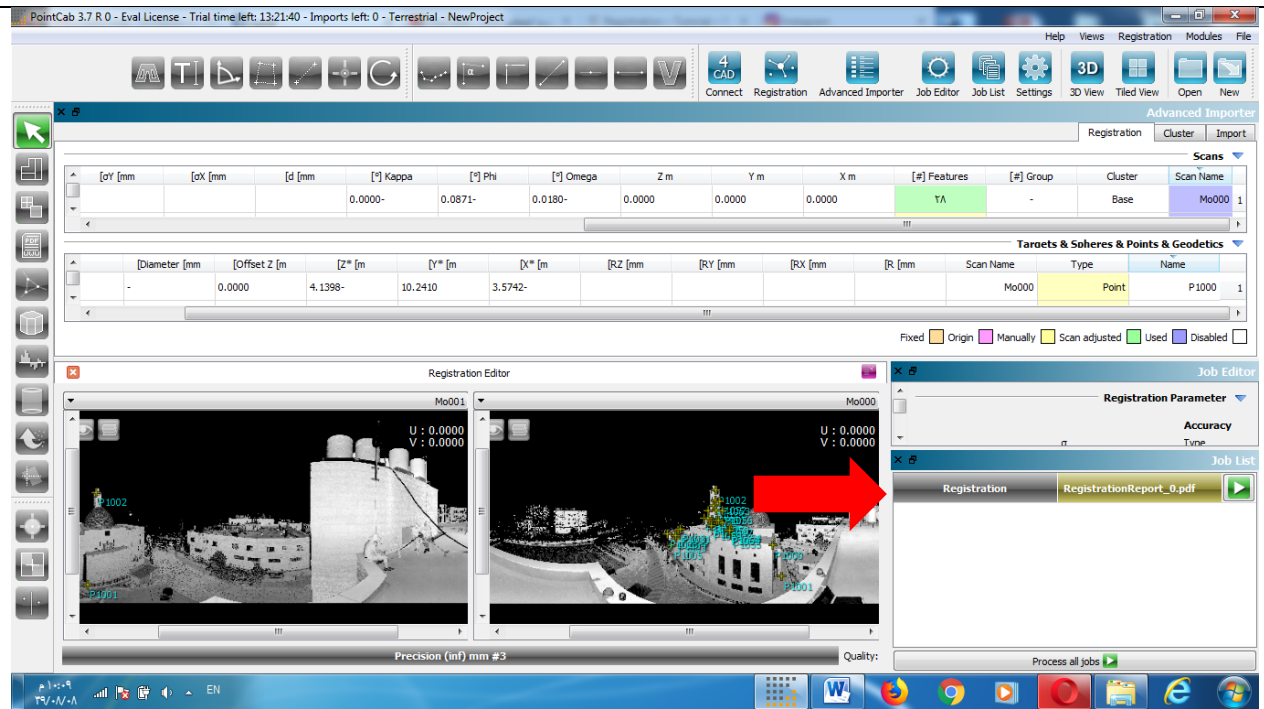 PointCab 3.7 R 0 - Eval License - Trial time left: 13:21:40 - Imports left: 0 - Terrestrial - NewProject
Help Views Registration Modules File
4
CAD
3D
Connect Registration Advanced Importer Job Editor Job List Settings 3D View Tiled View Open New
Advanced Importer
Registration Cluster Import
Scans
[σY [mm [σX [mm [d [mm [°] Kappa [°] Phi [°] Omega Z m Y m X m [#] Features [#] Group Cluster Scan Name
0.0000- 0.0871- 0.0180- 0.0000 0.0000 0.0000 ٢٨ - Base Mo000 1
Targets & Spheres & Points & Geodetics
[Diameter [mm [Offset Z [m [Z* [m [Y* [m [X* [m [RZ [mm [RY [mm [RX [mm [R [mm Scan Name Type Name
- 0.0000 4.1398- 10.2410 3.5742- Mo000 Point P1000 1
Fixed Origin Manually Scan adjusted Used Disabled
Registration Editor
Mo001
U : 0.0000
V : 0.0000
P1002
P1001
Mo000
U : 0.0000
V : 0.0000
P1002
P1000
P1001
Precision (inf) mm #3 Quality:
Job Editor
Registration Parameter
Accuracy
σ Type
Job List
Registration RegistrationReport_0.pdf
Process all jobs
PDF
EN
١٠:٠٩ م
٣٩/٠٧/٠٨
W